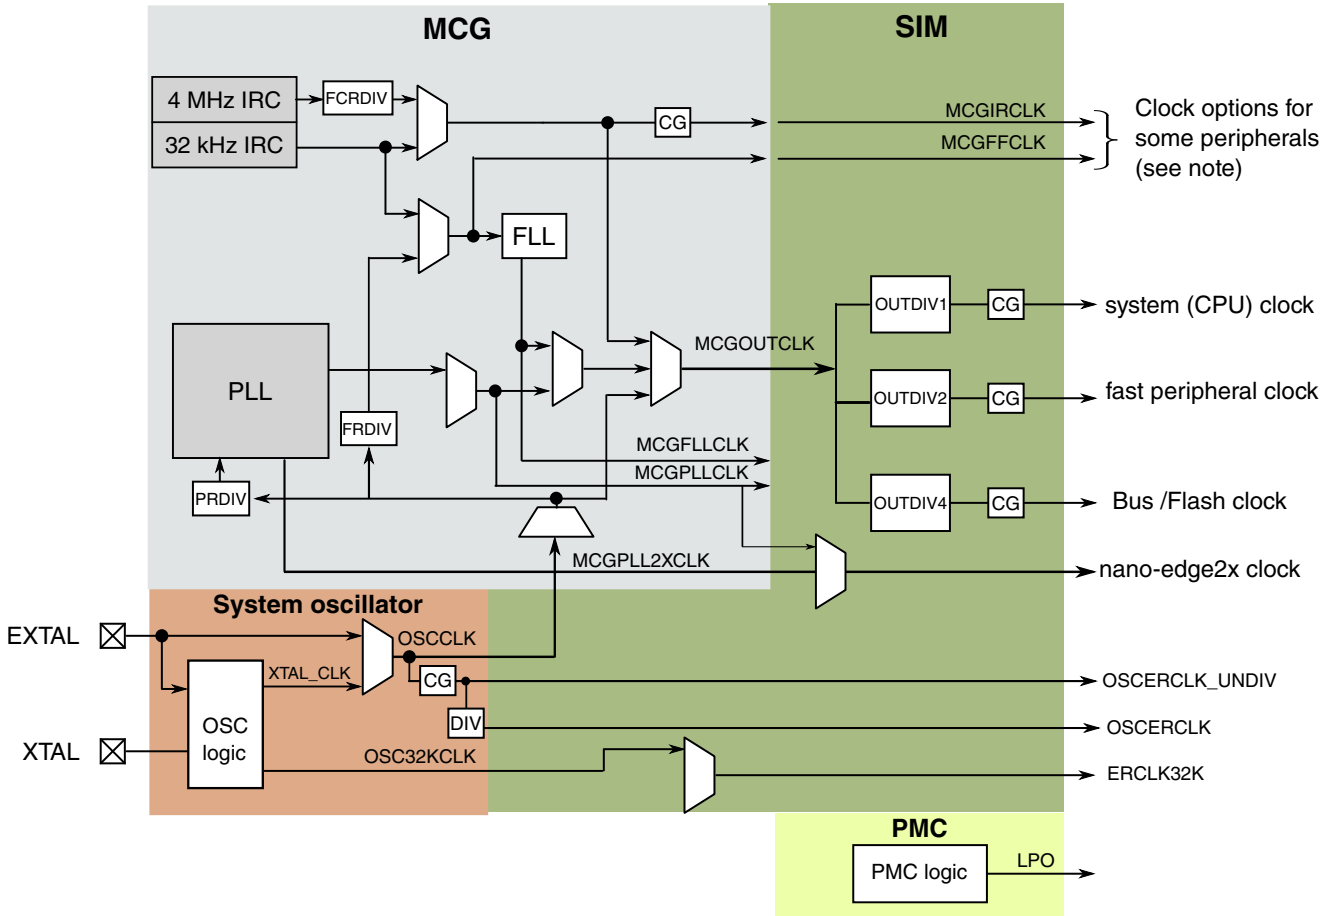 MCG
SIM
4 MHz IRC
FCRDIV
32 kHz IRC
CG
MCGIRCLK
MCGFFCLK
Clock options for
some peripherals
(see note)
FLL
OUTDIV1
CG
system (CPU) clock
MCGOUTCLK
PLL
OUTDIV2
CG
fast peripheral clock
FRDIV
MCGFLLCLK
MCGPLLCLK
PRDIV
OUTDIV4
CG
Bus /Flash clock
MCGPLL2XCLK
nano-edge2x clock
System oscillator
EXTAL
OSCCLK
XTAL_CLK
CG
OSCERCLK_UNDIV
OSC
logic
DIV
OSCERCLK
XTAL
OSC32KCLK
ERCLK32K
PMC
PMC logic
LPO